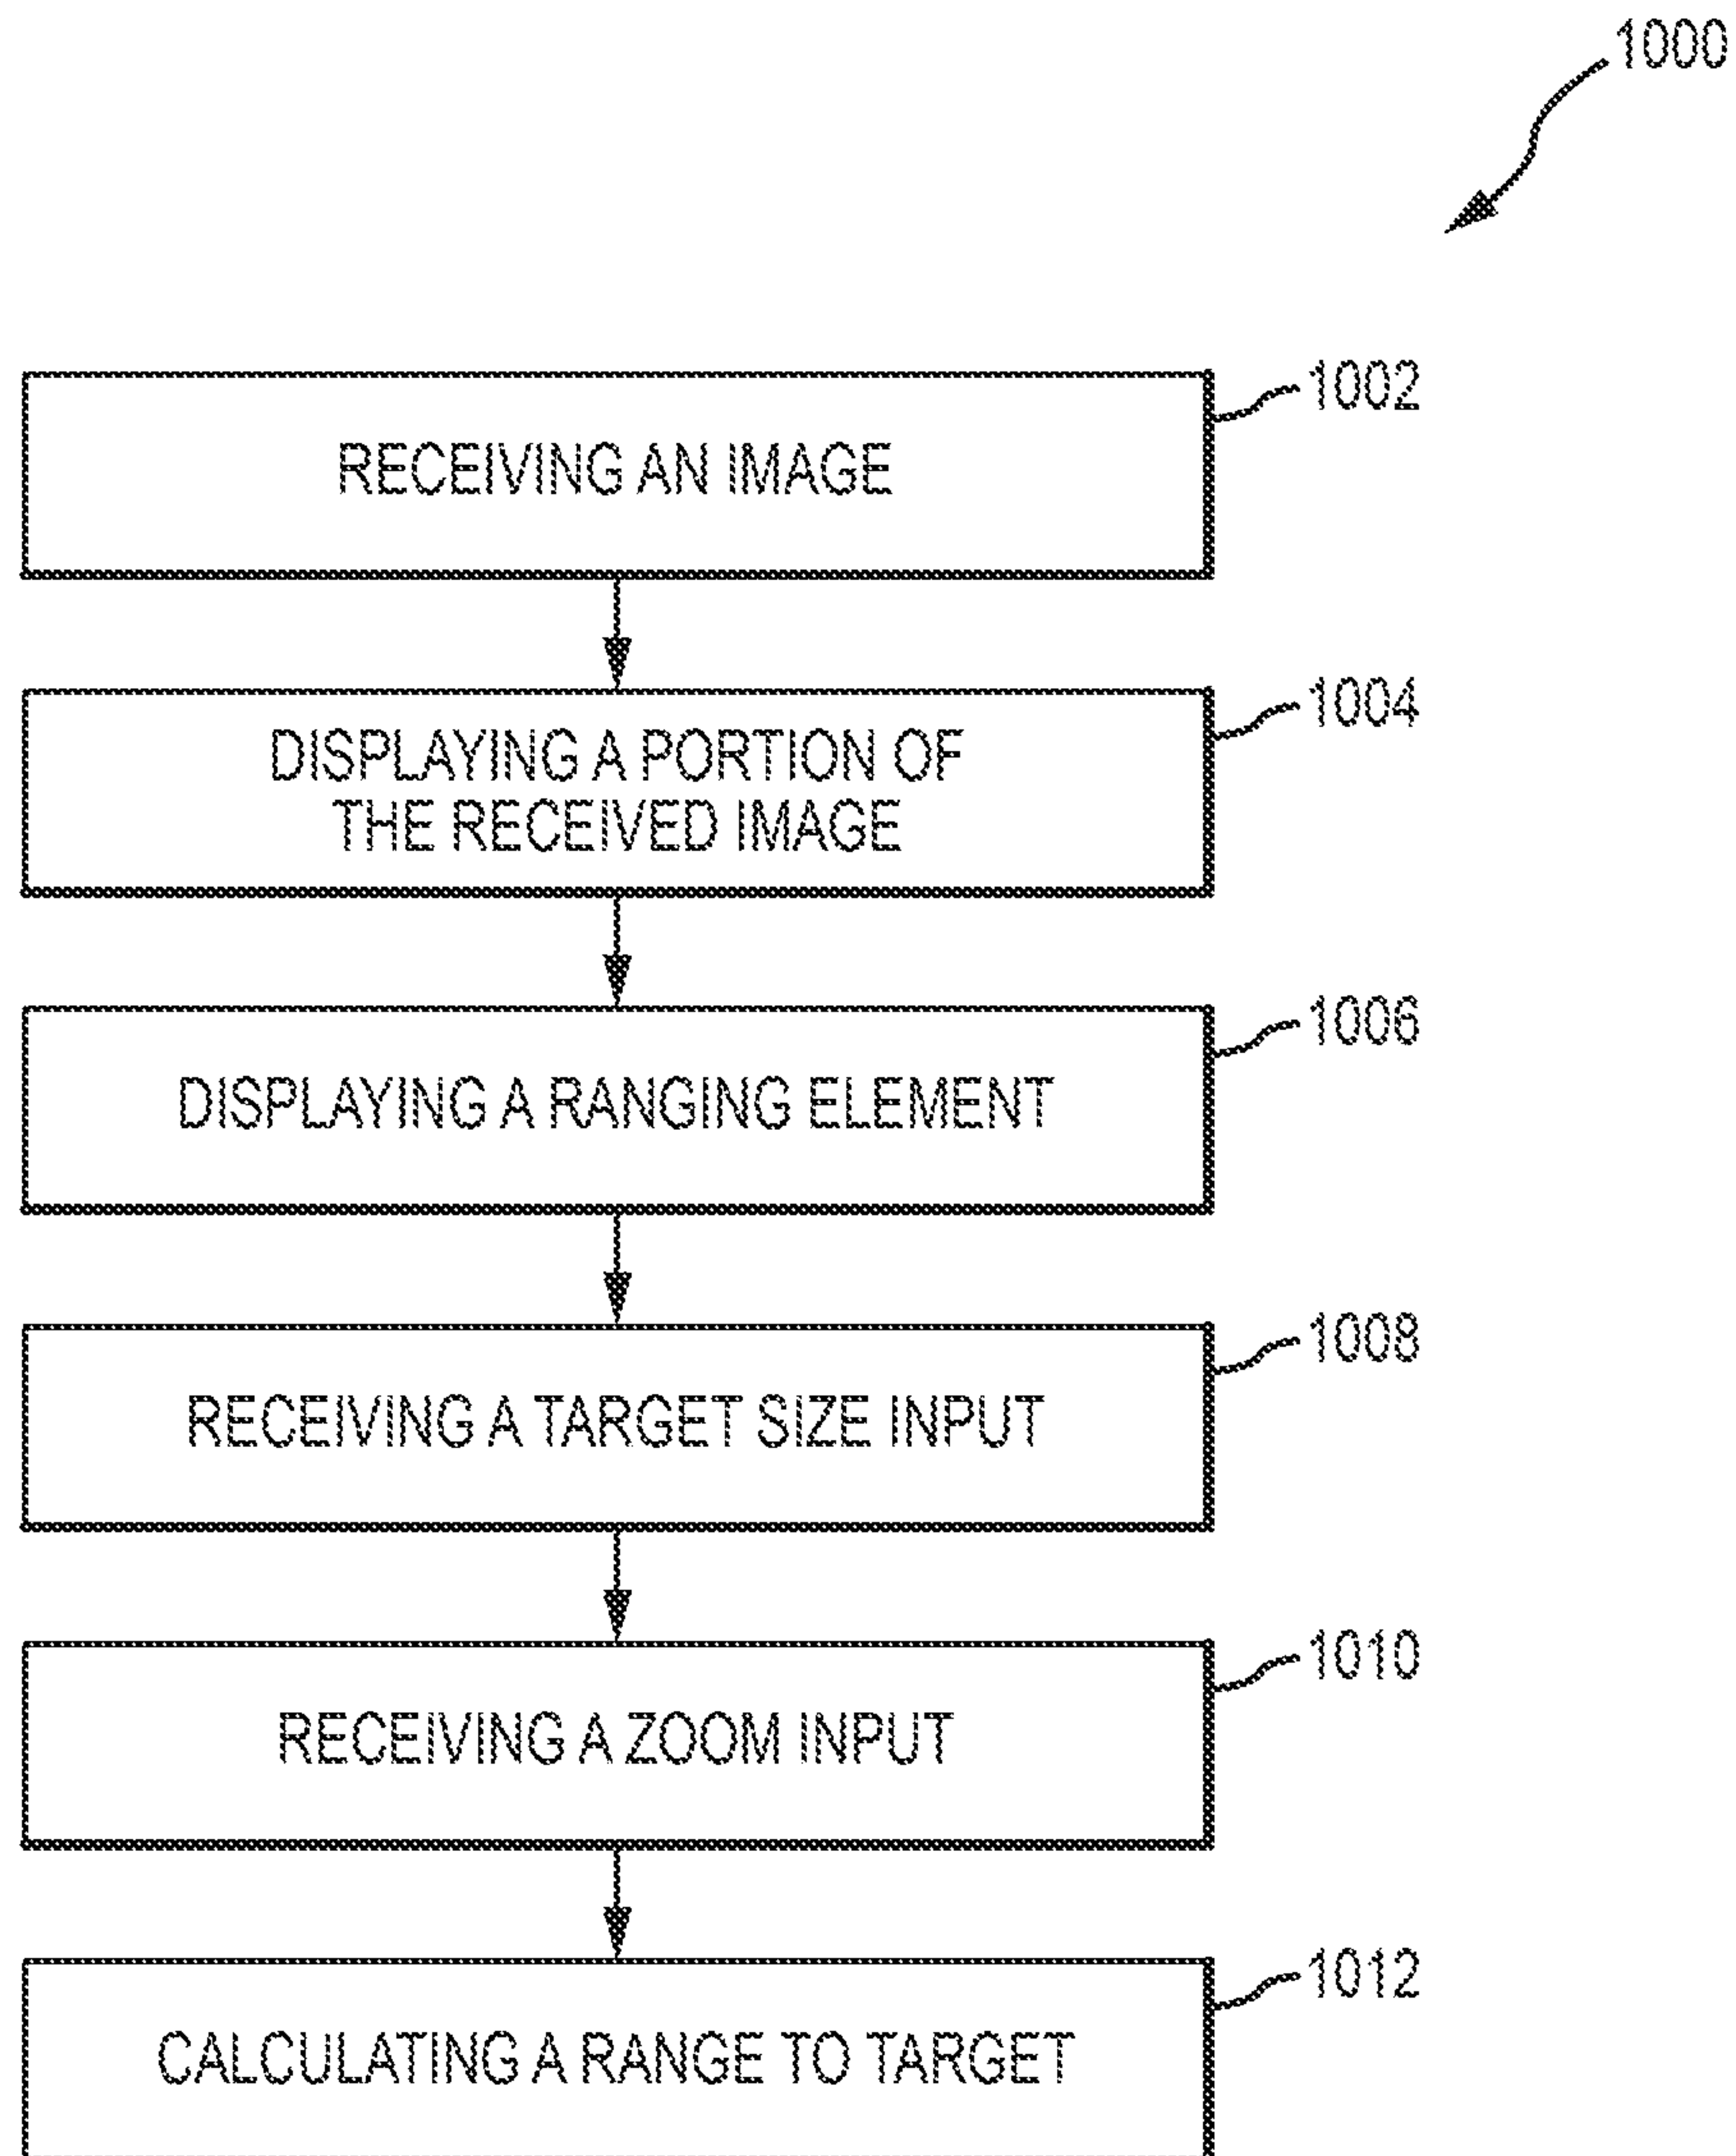 1000
1002
RECEIVING AN IMAGE
1004
DISPLAYING A PORTION OF
THE RECEIVED IMAGE
1006
DISPLAYING A RANGING ELEMENT
1008
RECEIVING A TARGET SIZE INPUT
1010
RECEIVING A ZOOM INPUT
1012
CALCULATING A RANGE TO TARGET